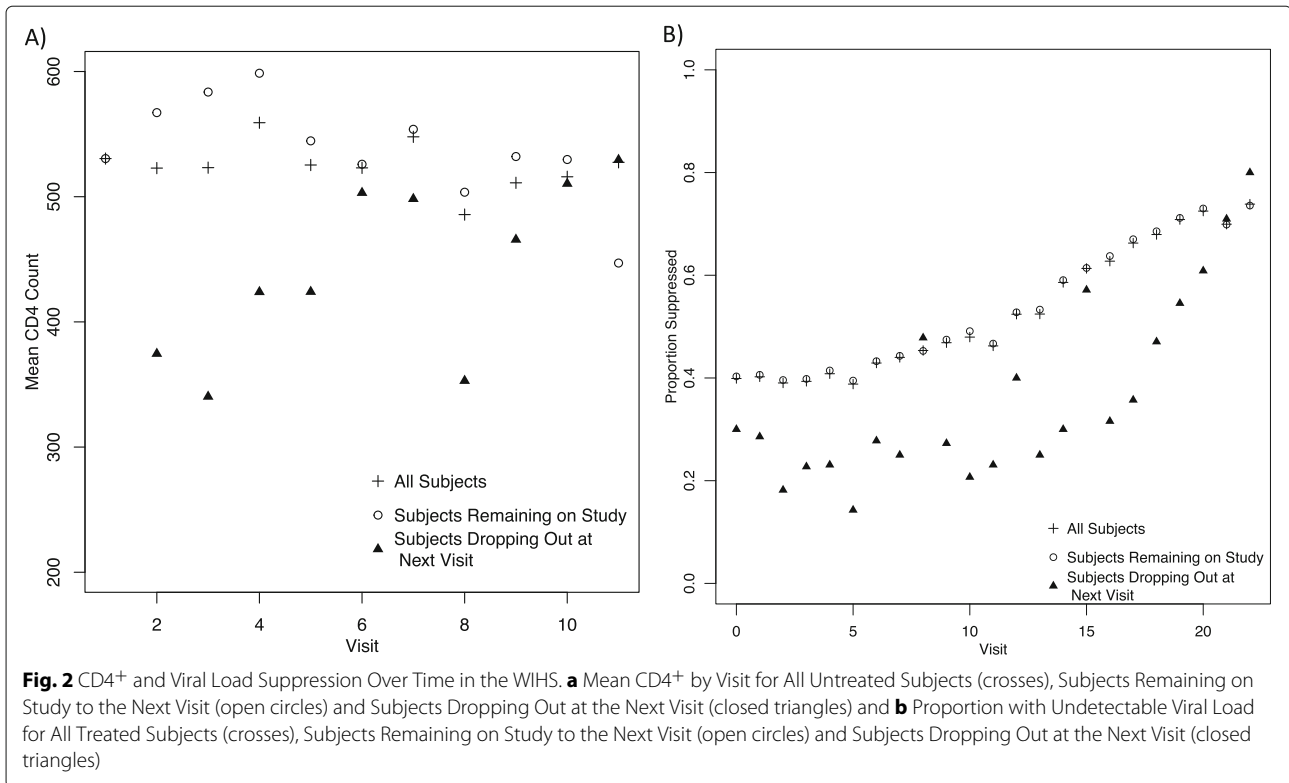 A)
600
500
400
300
200
Mean CD4 Count
+ All Subjects
○ Subjects Remaining on Study
▲ Subjects Dropping Out at
Next Visit
2 4 6 8 10
Visit
B)
1.0
0.8
0.6
0.4
0.2
0.0
Proportion Suppressed
+ All Subjects
○ Subjects Remaining on Study
▲ Subjects Dropping Out at
Next Visit
0 5 10 15 20
Visit
Fig. 2 CD4⁺ and Viral Load Suppression Over Time in the WIHS. a Mean CD4⁺ by Visit for All Untreated Subjects (crosses), Subjects Remaining on
Study to the Next Visit (open circles) and Subjects Dropping Out at the Next Visit (closed triangles) and b Proportion with Undetectable Viral Load
for All Treated Subjects (crosses), Subjects Remaining on Study to the Next Visit (open circles) and Subjects Dropping Out at the Next Visit (closed
triangles)